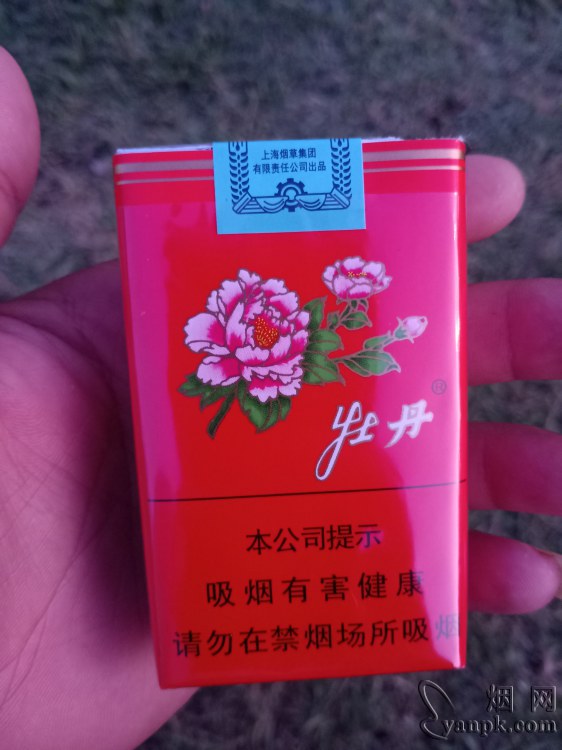 上海烟草集团
有限责任公司出品
牡丹
本公司提示
吸烟有害健康
请勿在禁烟场所吸烟
烟网
yanpk.com